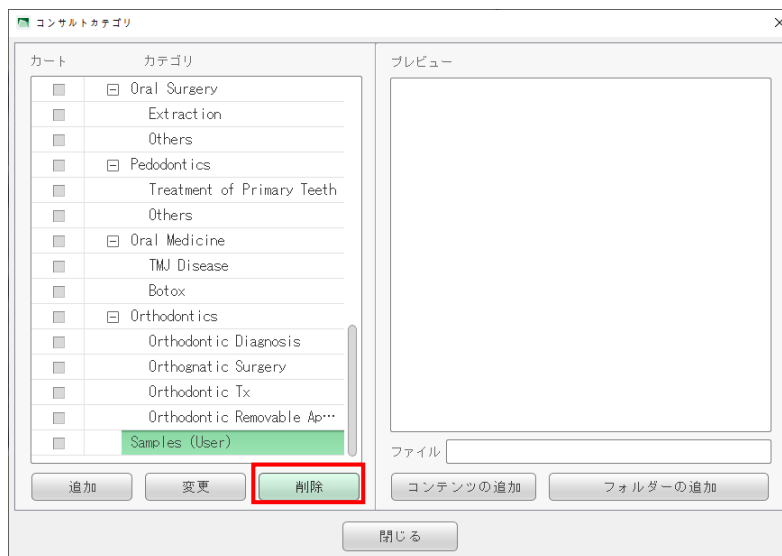 コンサルトカテゴリ
カート カテゴリ
Oral Surgery
Extraction
Others
Pedodontics
Treatment of Primary Teeth
Others
Oral Medicine
TMJ Disease
Botox
Orthodontics
Orthodontic Diagnosis
Orthognatic Surgery
Orthodontic Tx
Orthodontic Removable Ap…
Samples (User)
追加 変更 削除
プレビュー
ファイル
コンテンツの追加 フォルダーの追加
閉じる